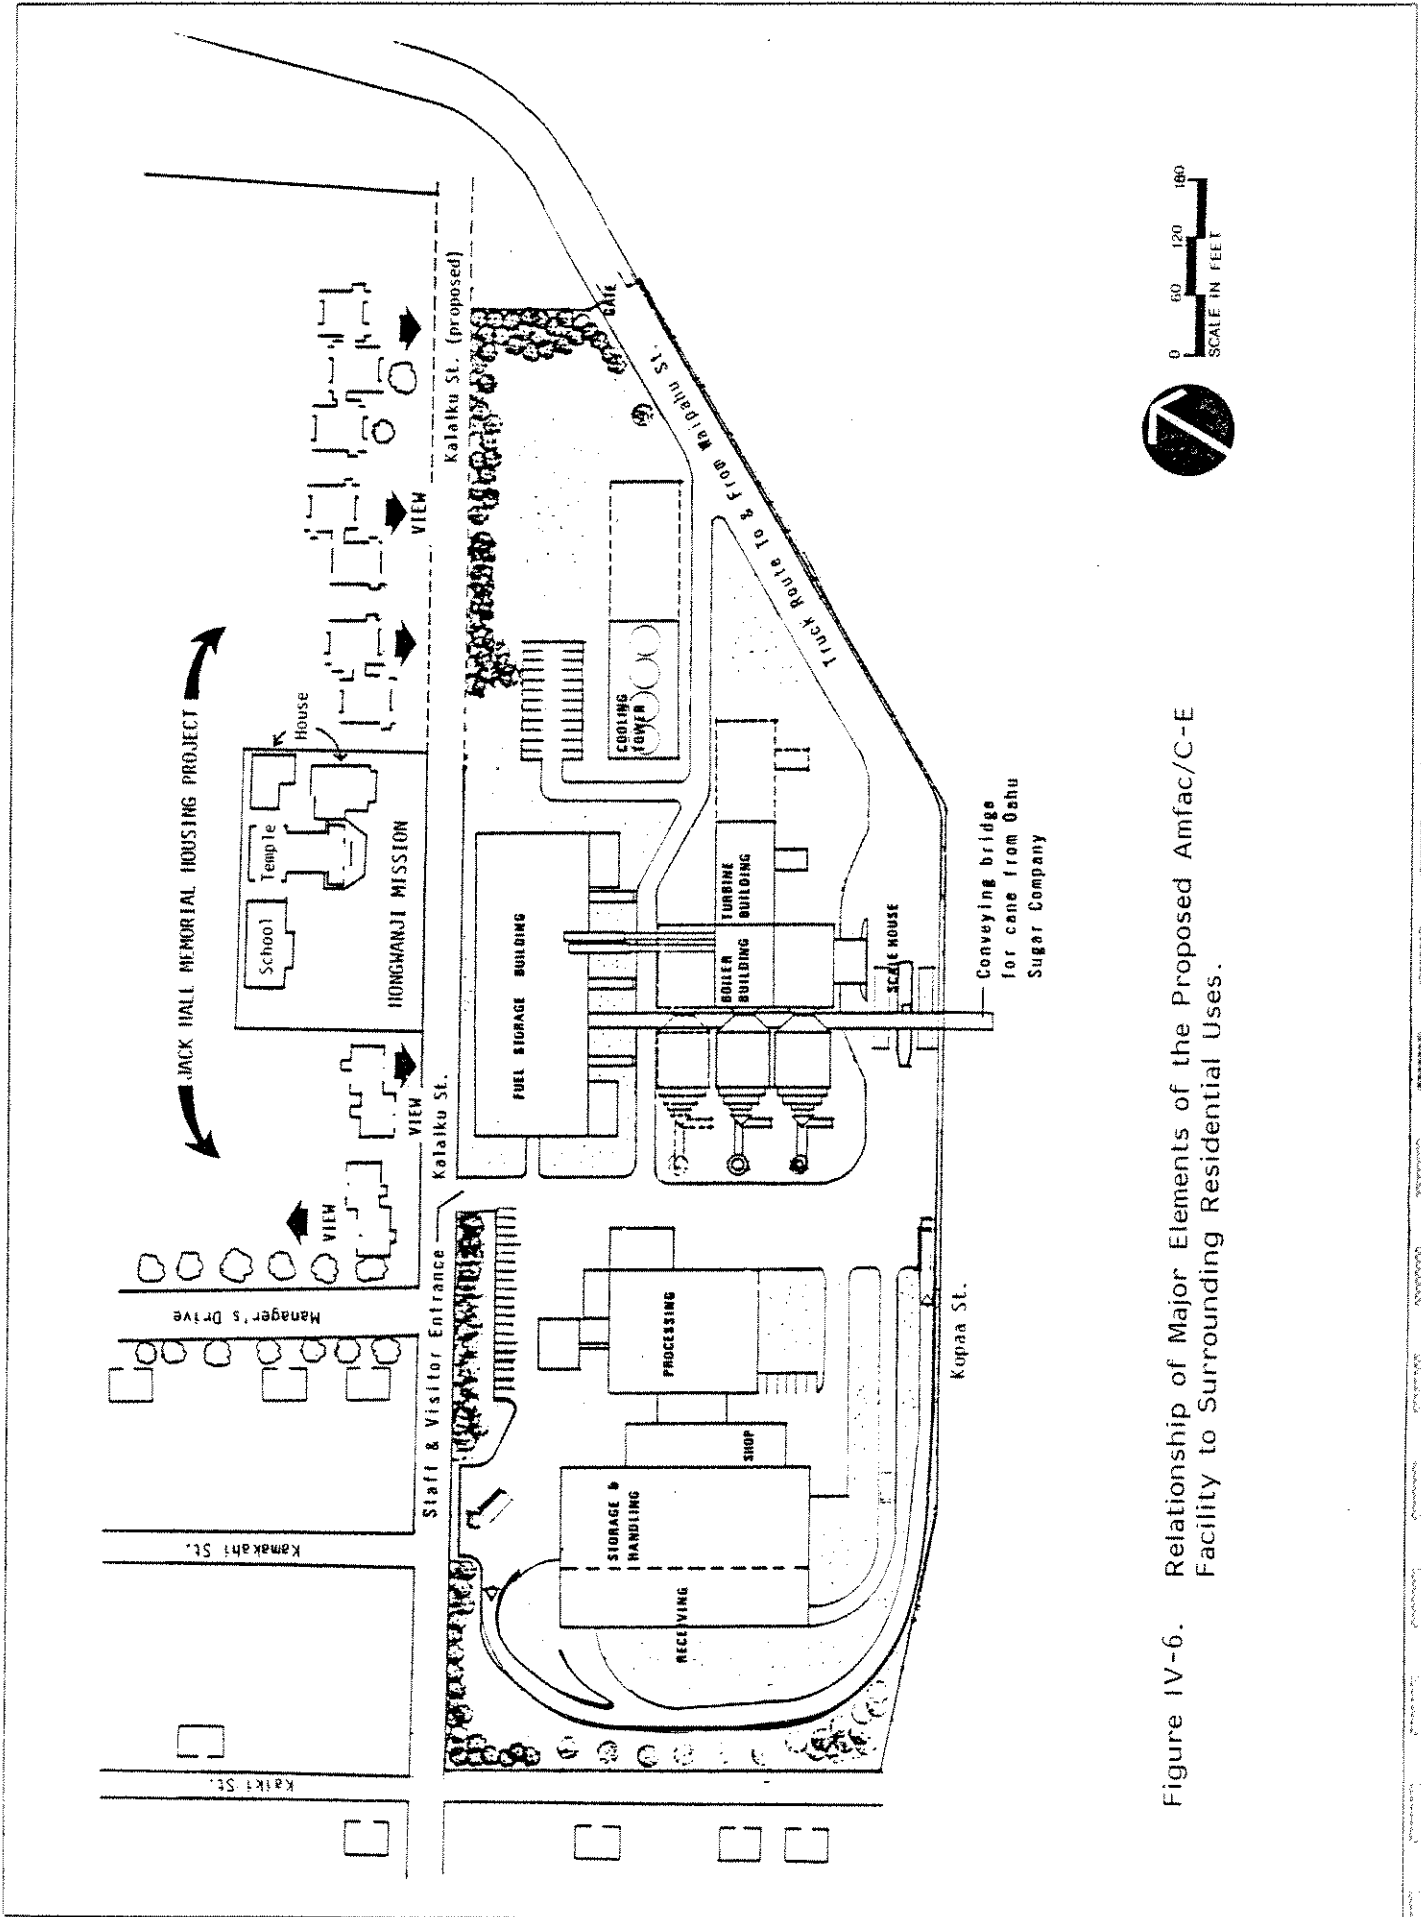 JACK HALL MEMORIAL HOUSING PROJECT
House
Temple
School
HONGWANJI MISSION
VIEW
VIEW
VIEW
Manager's Drive
Kamakahi St.
Kaiki St.
Kalaiku St. (proposed)
Kalaiku St.
Staff & Visitor Entrance
GATE
Truck Route To & From Waipahu St.
COOLING
TOWER
FUEL STORAGE BUILDING
TURBINE
BUILDING
BOILER
BUILDING
SCALE HOUSE
Conveying bridge
for cane from Oahu
Sugar Company
PROCESSING
SHOP
STORAGE &
HANDLING
RECEIVING
Kopaa St.
0 60 120 180
SCALE IN FEET
Figure IV-6. Relationship of Major Elements of the Proposed Amfac/C-E
Facility to Surrounding Residential Uses.